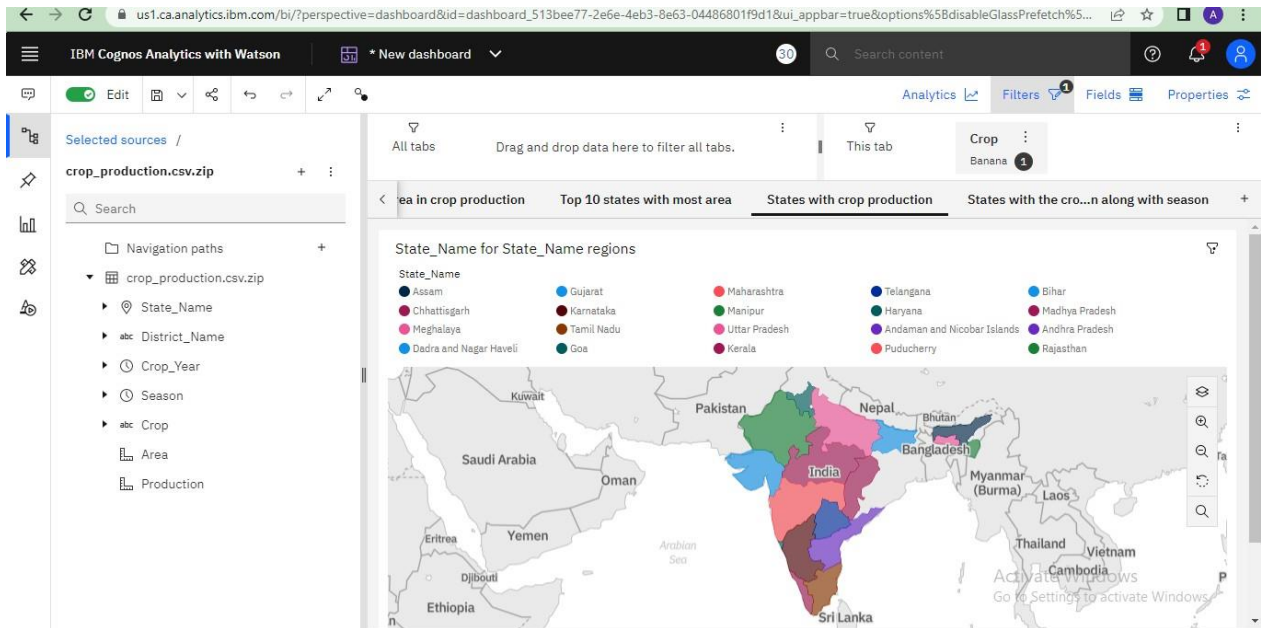 us1.ca.analytics.ibm.com/bi/?perspective=dashboard&id=dashboard_513bee77-2e6e-4eb3-8e63-04486801f9d1&ui_appbar=true&options%5BdisableGlassPrefetch%5...
A
IBM Cognos Analytics with Watson
* New dashboard
30
Search content
1
Edit
Analytics
Filters 1
Fields
Properties
Selected sources /
crop_production.csv.zip
Search
Navigation paths
crop_production.csv.zip
State_Name
abc District_Name
Crop_Year
Season
abc Crop
Area
Production
All tabs
Drag and drop data here to filter all tabs.
This tab
Crop
Banana 1
ea in crop production
Top 10 states with most area
States with crop production
States with the cro...n along with season
State_Name for State_Name regions
State_Name
Assam Gujarat Maharashtra Telangana Bihar
Chhattisgarh Karnataka Manipur Haryana Madhya Pradesh
Meghalaya Tamil Nadu Uttar Pradesh Andaman and Nicobar Islands Andhra Pradesh
Dadra and Nagar Haveli Goa Kerala Puducherry Rajasthan
Kuwait
Pakistan
Nepal
Bhutan
Bangladesh
Saudi Arabia
Oman
India
Myanmar
(Burma)
Laos
Eritrea
Yemen
Arabian
Sea
Thailand
Vietnam
Djibouti
Cambodia
Ethiopia
Sri Lanka
Activate Windows
Go to Settings to activate Windows.